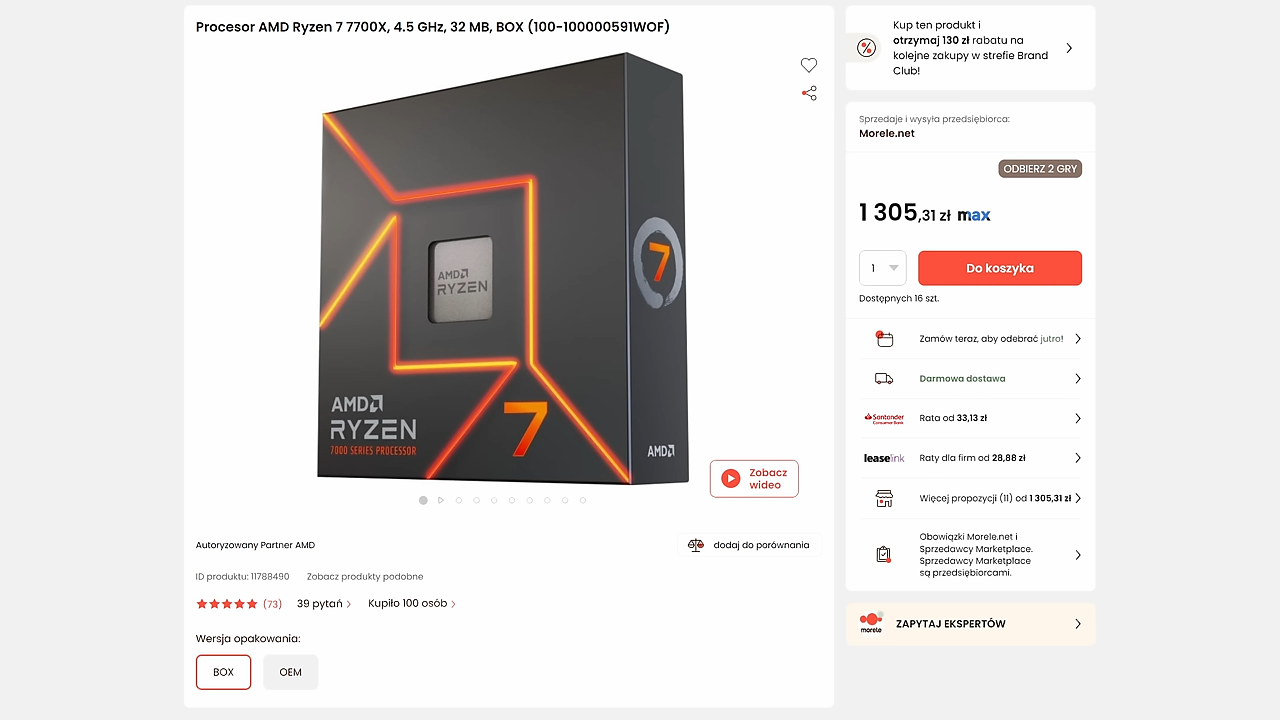 Procesor AMD Ryzen 7 7700X, 4.5 GHz, 32 MB, BOX (100-100000591WOF)
AMD
RYZEN
7
AMD
RYZEN
7000 SERIES PROCESSOR
7
AMD
Zobacz
wideo
Autoryzowany Partner AMD
dodaj do porównania
ID produktu: 11788490
Zobacz produkty podobne
(73)
39 pytań
Kupiło 100 osób
Wersja opakowania:
BOX
OEM
Kup ten produkt i
otrzymaj 130 zł rabatu na
kolejne zakupy w strefie Brand
Club!
Sprzedaje i wysyła przedsiębiorca:
Morele.net
ODBIERZ 2 GRY
1 305,31 zł max
1
Do koszyka
Dostępnych 16 szt.
Zamów teraz, aby odebrać jutro!
Darmowa dostawa
Santander
Consumer Bank
Rata od 33,13 zł
leaselink
Raty dla firm od 28,88 zł
Więcej propozycji (11) od 1 305,31 zł
Obowiązki Morele.net i
Sprzedawcy Marketplace.
Sprzedawcy Marketplace
są przedsiębiorcami.
morele
ZAPYTAJ EKSPERTÓW